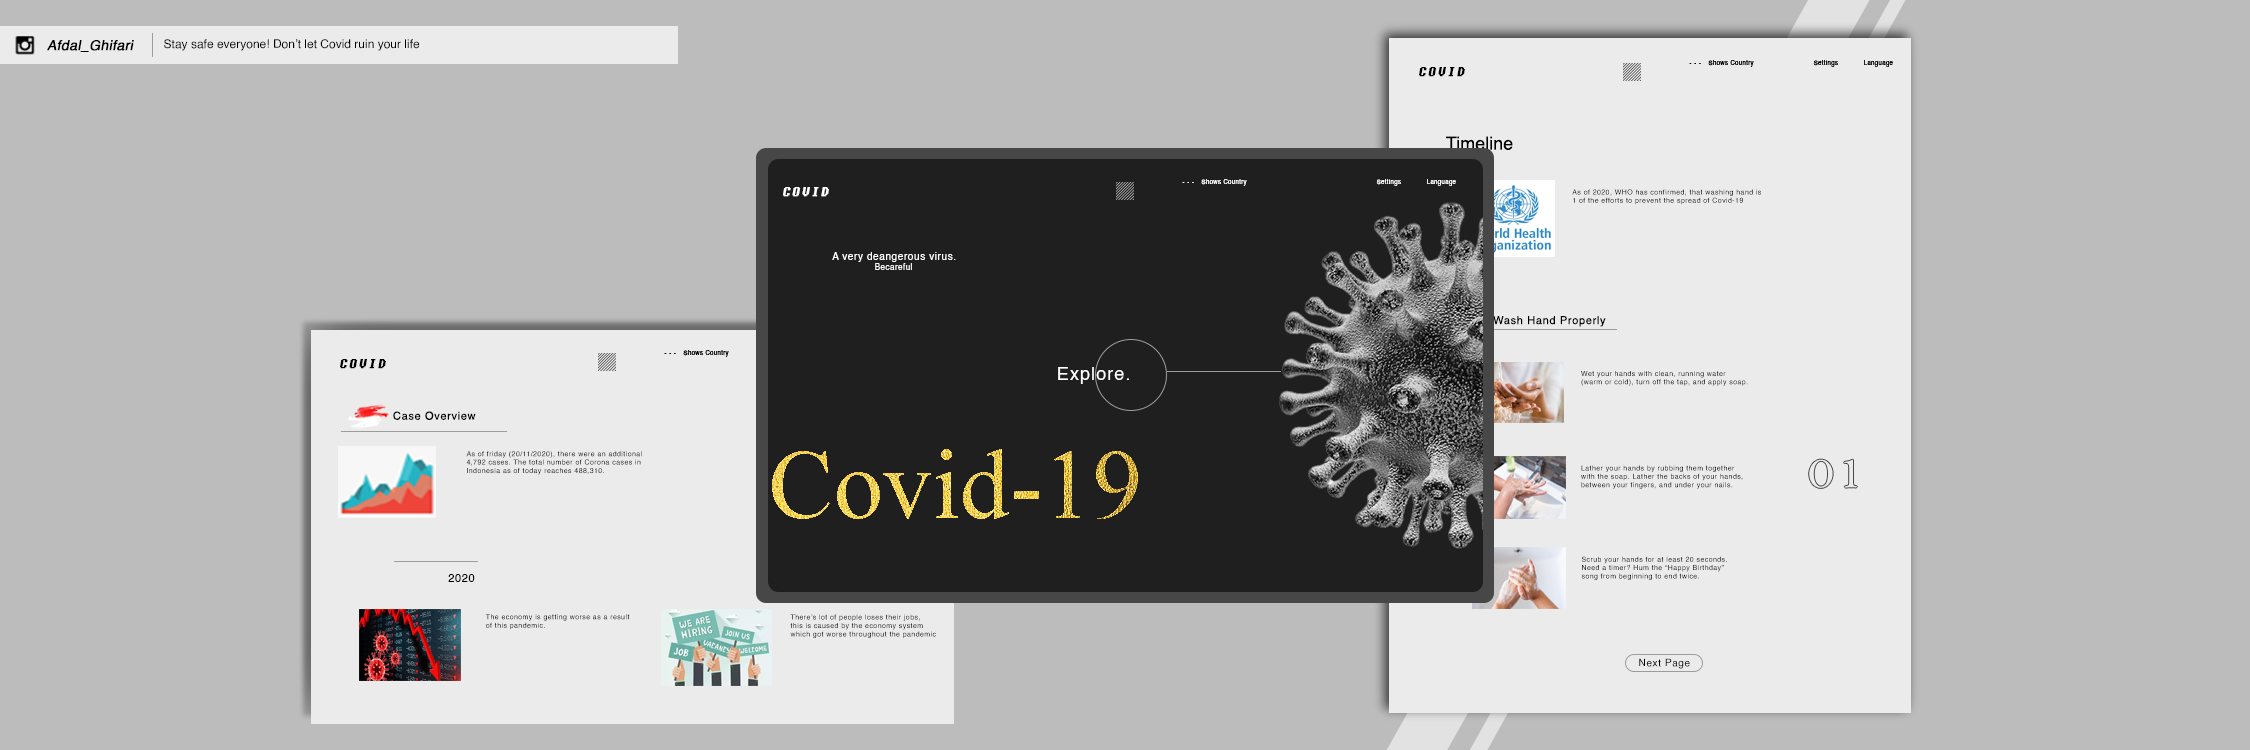 Afdal_Ghifari
Stay safe everyone! Don't let Covid ruin your life
COVID
--- Shows Country
Case Overview
As of friday (20/11/2020), there were an additional
4,792 cases. The total number of Corona cases in
Indonesia as of today reaches 488,310.
2020
The economy is getting worse as a result
of this pandemic.
WE ARE
HIRING
JOIN US
JOB
VACANCY
WELCOME
There's lot of people loses their jobs,
this is caused by the economy system
which got worse throughout the pandemic
COVID
--- Shows Country
Settings
Language
A very deangerous virus.
Becareful
Explore.
Covid-19
COVID
--- Shows Country
Settings
Language
Timeline
rld Health
ganization
As of 2020, WHO has confirmed, that washing hand is
1 of the efforts to prevent the spread of Covid-19
Wash Hand Properly
Wet your hands with clean, running water
(warm or cold), turn off the tap, and apply soap.
Lather your hands by rubbing them together
with the soap. Lather the backs of your hands,
between your fingers, and under your nails.
01
Scrub your hands for at least 20 seconds.
Need a timer? Hum the "Happy Birthday"
song from beginning to end twice.
Next Page